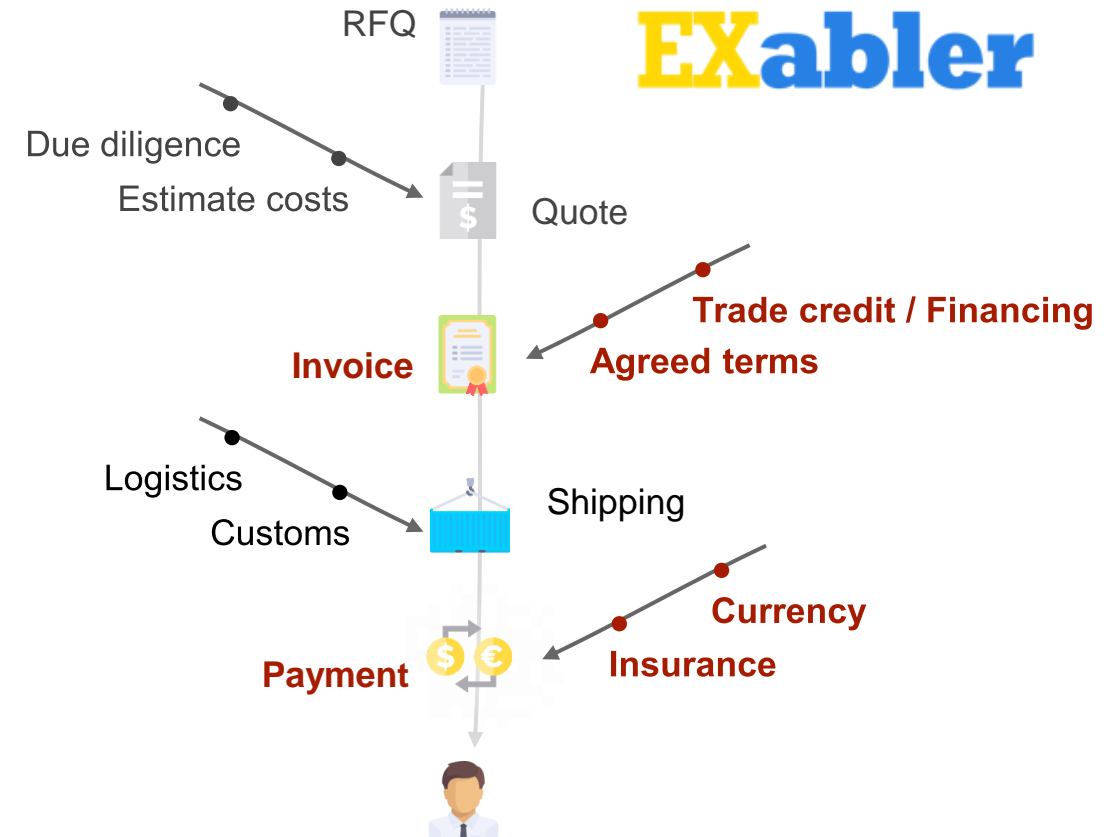 RFQ
EXabler
Due diligence
Estimate costs
$
Quote
Trade credit / Financing
Agreed terms
Invoice
Logistics
Customs
Shipping
Currency
Insurance
Payment
$
€